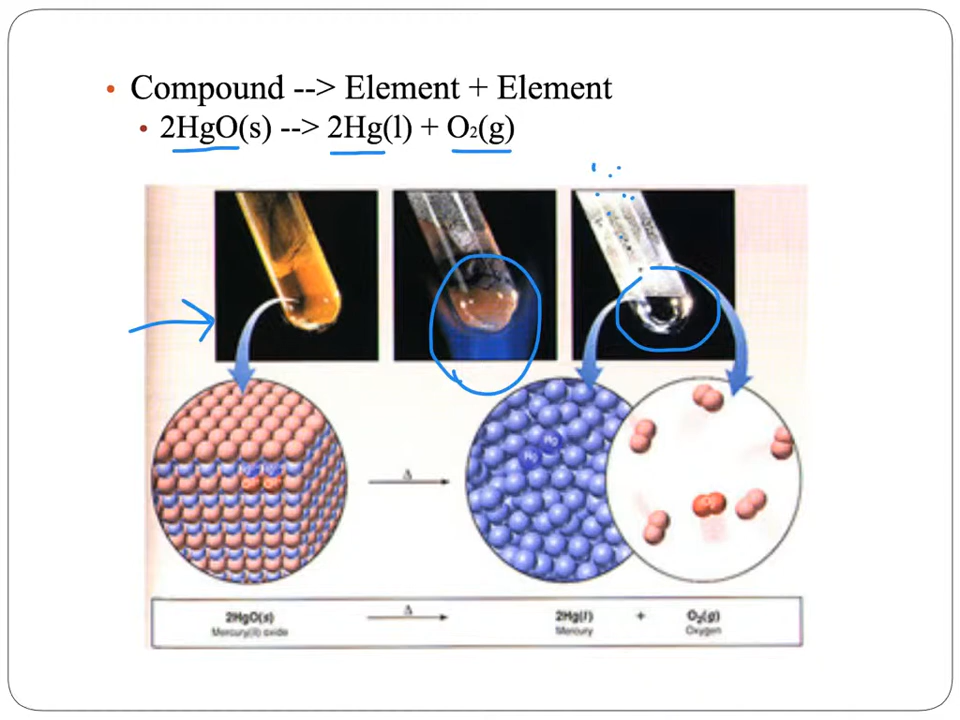 • Compound --> Element + Element
• 2HgO(s) --> 2Hg(l) + O₂(g)
Δ
Hg
Hg
2HgO(s) Δ 2Hg(l) + O₂(g)
Mercury(II) oxide Mercury Oxygen